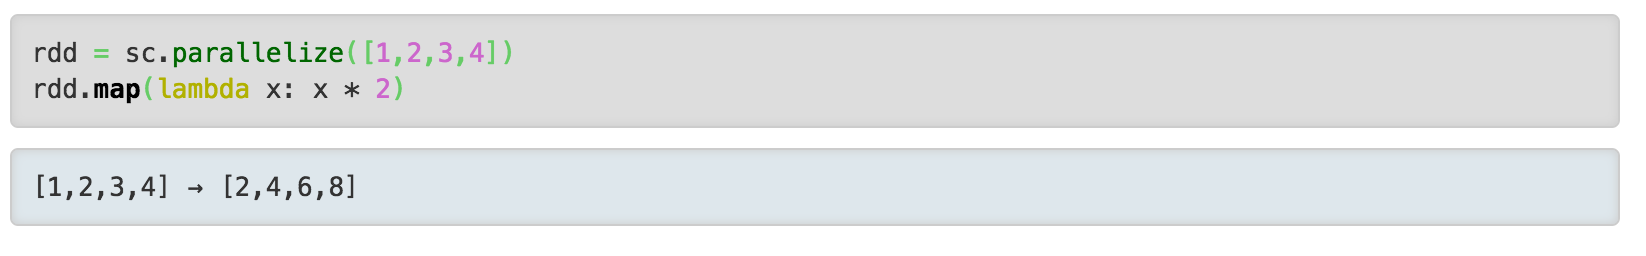 rdd = sc.parallelize([1,2,3,4])
rdd.map(lambda x: x * 2)
[1,2,3,4] → [2,4,6,8]